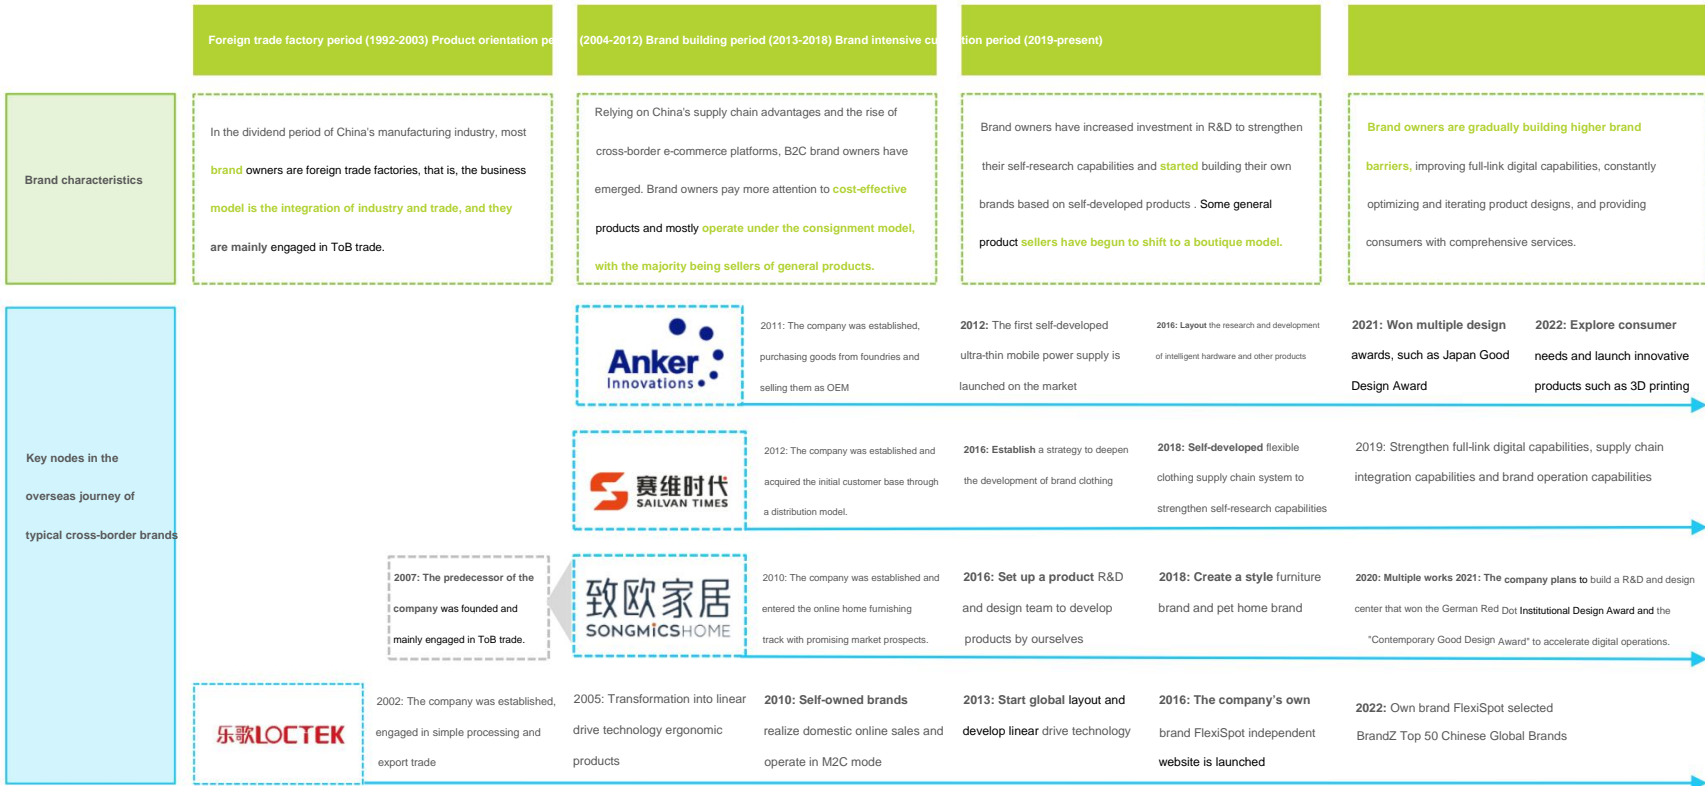 Foreign trade factory period (1992-2003) Product orientation pe (2004-2012) Brand building period (2013-2018) Brand intensive cu tion period (2019-present)
Brand characteristics
In the dividend period of China's manufacturing industry, most
brand owners are foreign trade factories, that is, the business
model is the integration of industry and trade, and they
are mainly engaged in ToB trade.
Relying on China's supply chain advantages and the rise of
cross-border e-commerce platforms, B2C brand owners have
emerged. Brand owners pay more attention to cost-effective
products and mostly operate under the consignment model,
with the majority being sellers of general products.
Brand owners have increased investment in R&D to strengthen
their self-research capabilities and started building their own
brands based on self-developed products . Some general
product sellers have begun to shift to a boutique model.
Brand owners are gradually building higher brand
barriers, improving full-link digital capabilities, constantly
optimizing and iterating product designs, and providing
consumers with comprehensive services.
Key nodes in the
overseas journey of
typical cross-border brands
Anker
Innovations
2011: The company was established,
purchasing goods from foundries and
selling them as OEM
2012: The first self-developed
ultra-thin mobile power supply is
launched on the market
2016: Layout the research and development
of intelligent hardware and other products
2021: Won multiple design
awards, such as Japan Good
Design Award
2022: Explore consumer
needs and launch innovative
products such as 3D printing
赛维时代
SAILVAN TIMES
2012: The company was established and
acquired the initial customer base through
a distribution model.
2016: Establish a strategy to deepen
the development of brand clothing
2018: Self-developed flexible
clothing supply chain system to
strengthen self-research capabilities
2019: Strengthen full-link digital capabilities, supply chain
integration capabilities and brand operation capabilities
2007: The predecessor of the
company was founded and
mainly engaged in ToB trade.
致欧家居
SONGMICSHOME
2010: The company was established and
entered the online home furnishing
track with promising market prospects.
2016: Set up a product R&D
and design team to develop
products by ourselves
2018: Create a style furniture
brand and pet home brand
2020: Multiple works 2021: The company plans to build a R&D and design
center that won the German Red Dot Institutional Design Award and the
"Contemporary Good Design Award" to accelerate digital operations.
乐歌LOCTEK
2002: The company was established,
engaged in simple processing and
export trade
2005: Transformation into linear
drive technology ergonomic
products
2010: Self-owned brands
realize domestic online sales and
operate in M2C mode
2013: Start global layout and
develop linear drive technology
2016: The company's own
brand FlexiSpot independent
website is launched
2022: Own brand FlexiSpot selected
BrandZ Top 50 Chinese Global Brands